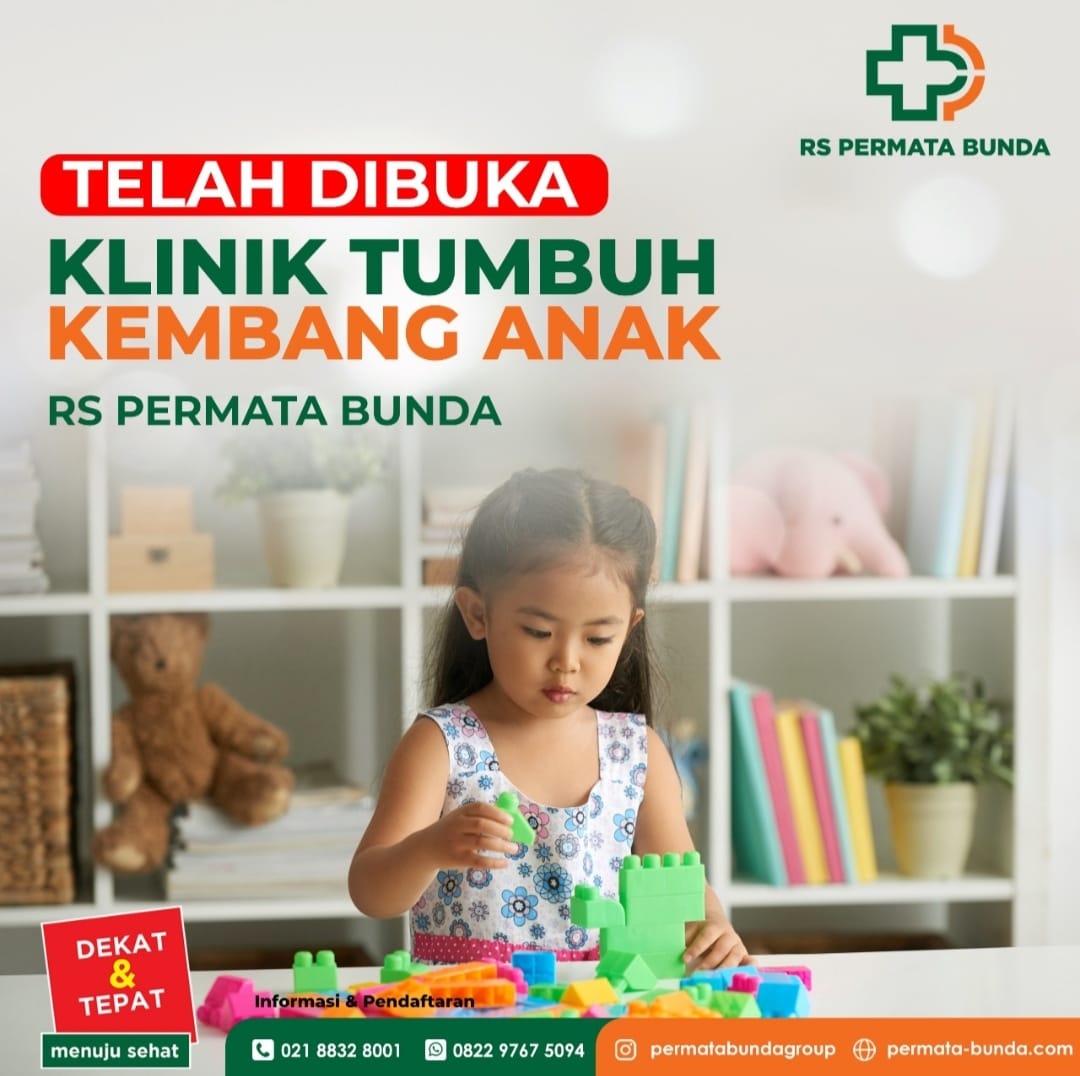 RS PERMATA BUNDA
TELAH DIBUKA
KLINIK TUMBUH
KEMBANG ANAK
RS PERMATA BUNDA
DEKAT
&
TEPAT
menuju sehat
Informasi & Pendaftaran
021 8832 8001
0822 9767 5094
permatabundagroup
permata-bunda.com